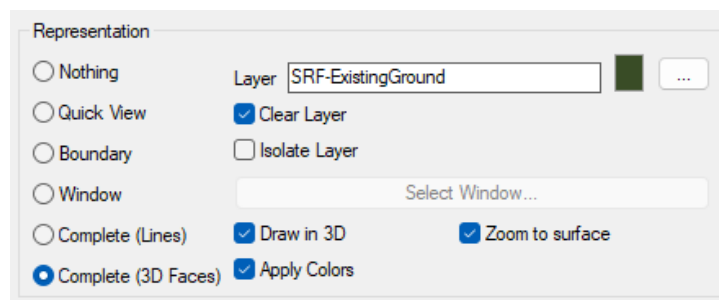 Representation
Nothing
Layer SRF-ExistingGround ...
Quick View
Clear Layer
Boundary
Isolate Layer
Window
Select Window...
Complete (Lines)
Draw in 3D
Zoom to surface
Complete (3D Faces)
Apply Colors